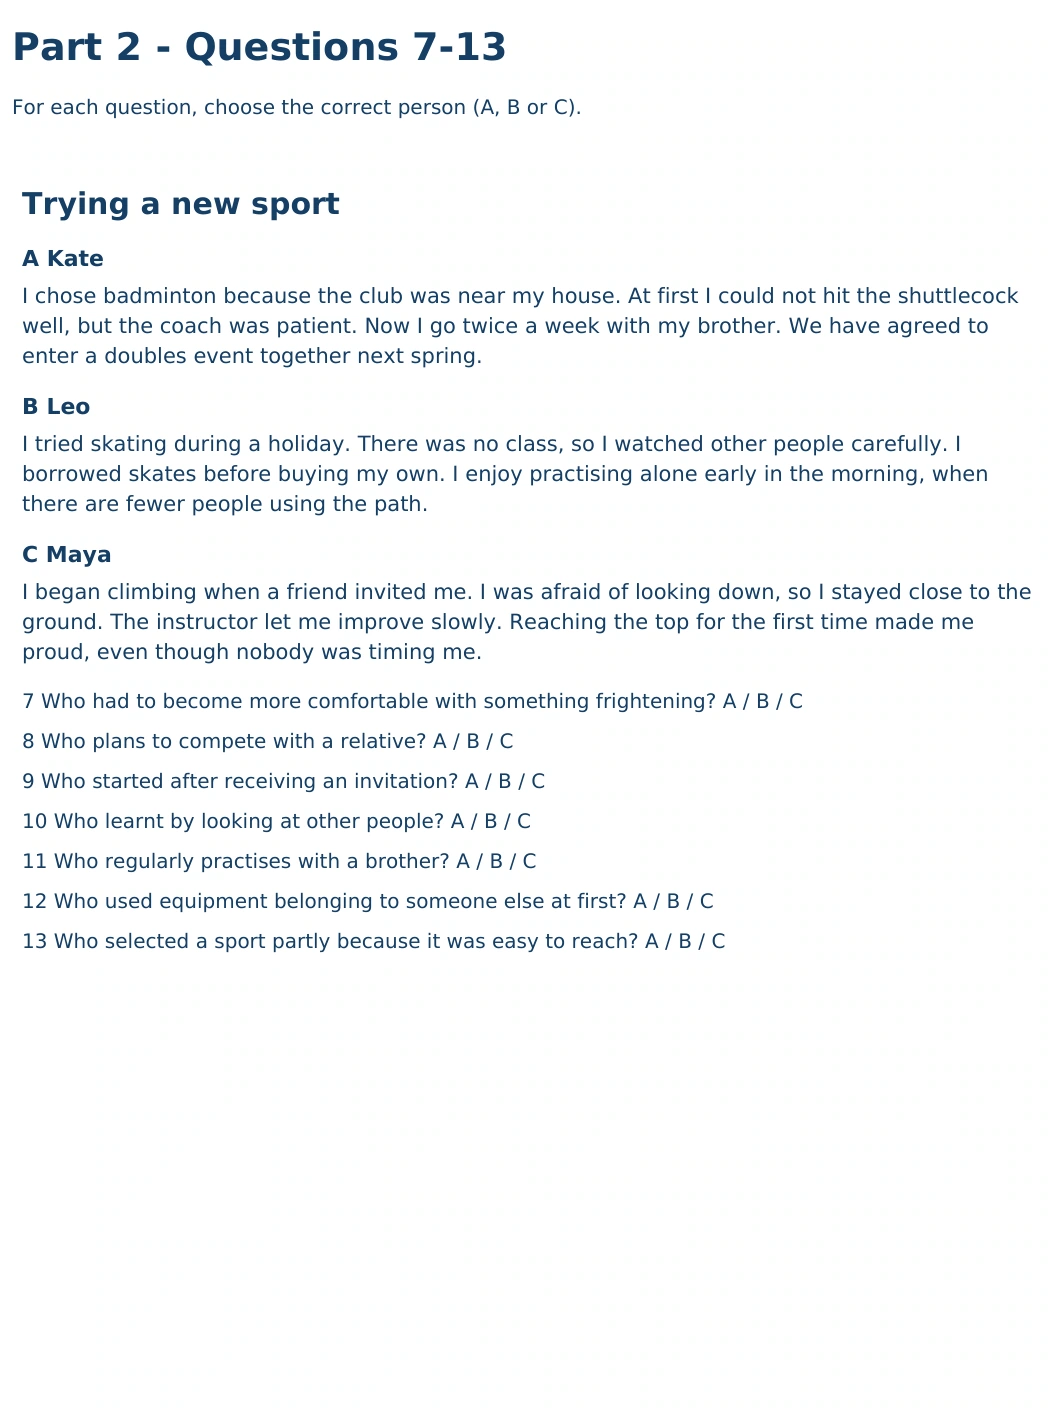 Part 2 - Questions 7-13
For each question, choose the correct person (A, B or C).
Trying a new sport
A Kate
I chose badminton because the club was near my house. At first I could not hit the shuttlecock
well, but the coach was patient. Now I go twice a week with my brother. We have agreed to
enter a doubles event together next spring.
B Leo
I tried skating during a holiday. There was no class, so I watched other people carefully. I
borrowed skates before buying my own. I enjoy practising alone early in the morning, when
there are fewer people using the path.
C Maya
I began climbing when a friend invited me. I was afraid of looking down, so I stayed close to the
ground. The instructor let me improve slowly. Reaching the top for the first time made me
proud, even though nobody was timing me.
7 Who had to become more comfortable with something frightening? A / B / C
8 Who plans to compete with a relative? A / B / C
9 Who started after receiving an invitation? A / B / C
10 Who learnt by looking at other people? A / B / C
11 Who regularly practises with a brother? A / B / C
12 Who used equipment belonging to someone else at first? A / B / C
13 Who selected a sport partly because it was easy to reach? A / B / C